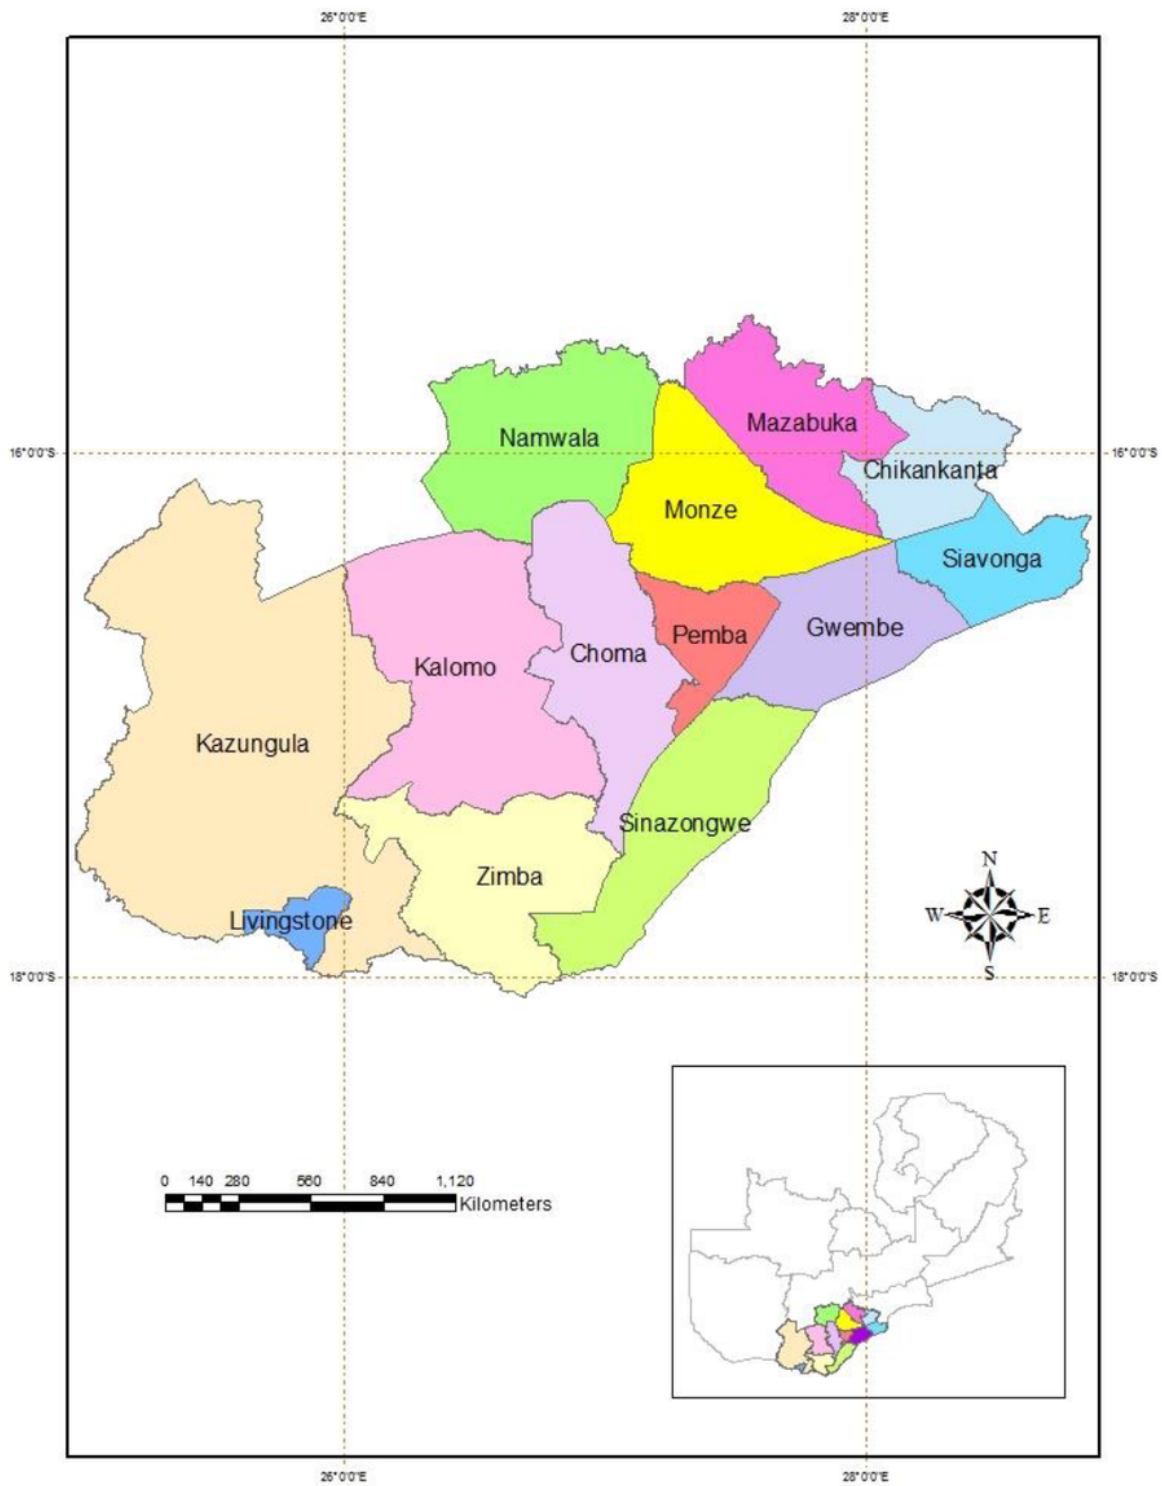 26°0'0"E 28°0'0"E
Mazabuka
Namwala
16°0'0"S 16°0'0"S
Chikankanta
Monze
Siavonga
Gwembe
Pemba
Choma
Kalomo
Kazungula
Sinazongwe
Zimba
N
W E
S
Livingstone
18°0'0"S 18°0'0"S
0 140 280 560 840 1,120
Kilometers
26°0'0"E 28°0'0"E